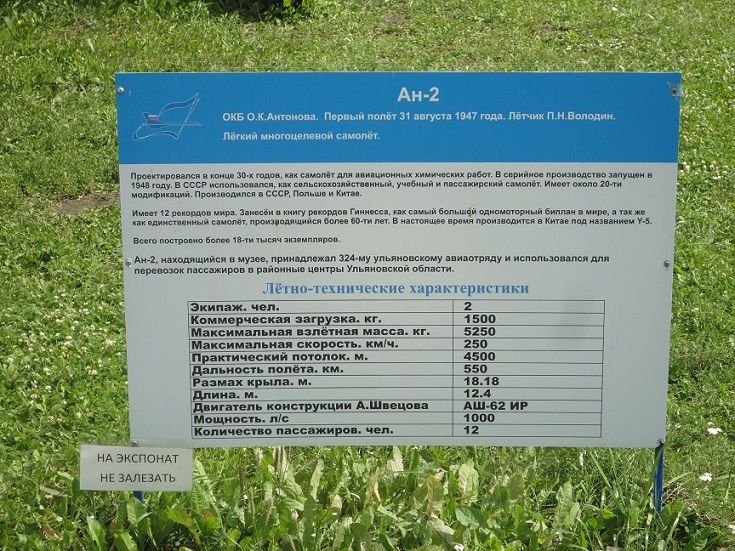 Ан-2
ОКБ О.К.Антонова. Первый полёт 31 августа 1947 года. Лётчик П.Н.Володин.
Лёгкий многоцелевой самолёт.
Проектировался в конце 30-х годов, как самолёт для авиационных химических работ. В серийное производство запущен в
1948 году. В СССР использовался, как сельскохозяйственный, учебный и пассажирский самолёт. Имеет около 20-ти
модификаций. Производился в СССР, Польше и Китае.
Имеет 12 рекордов мира. Занесён в книгу рекордов Гиннесса, как самый большой одномоторный биплан в мире, а так же
как единственный самолёт, производящийся более 60-ти лет. В настоящее время производится в Китае под названием Y-5.
Всего построено более 18-ти тысяч экземпляров.
Ан-2, находящийся в музее, принадлежал 324-му ульяновскому авиаотряду и использовался для
перевозок пассажиров в районные центры Ульяновской области.
Лётно-технические характеристики
Экипаж. чел. 2
Коммерческая загрузка. кг. 1500
Максимальная взлётная масса. кг. 5250
Максимальная скорость. км/ч. 250
Практический потолок. м. 4500
Дальность полёта. км. 550
Размах крыла. м. 18.18
Длина. м. 12.4
Двигатель конструкции А.Швецова АШ-62 ИР
Мощность. л/с 1000
Количество пассажиров. чел. 12
НА ЭКСПОНАТ
НЕ ЗАЛЕЗАТЬ